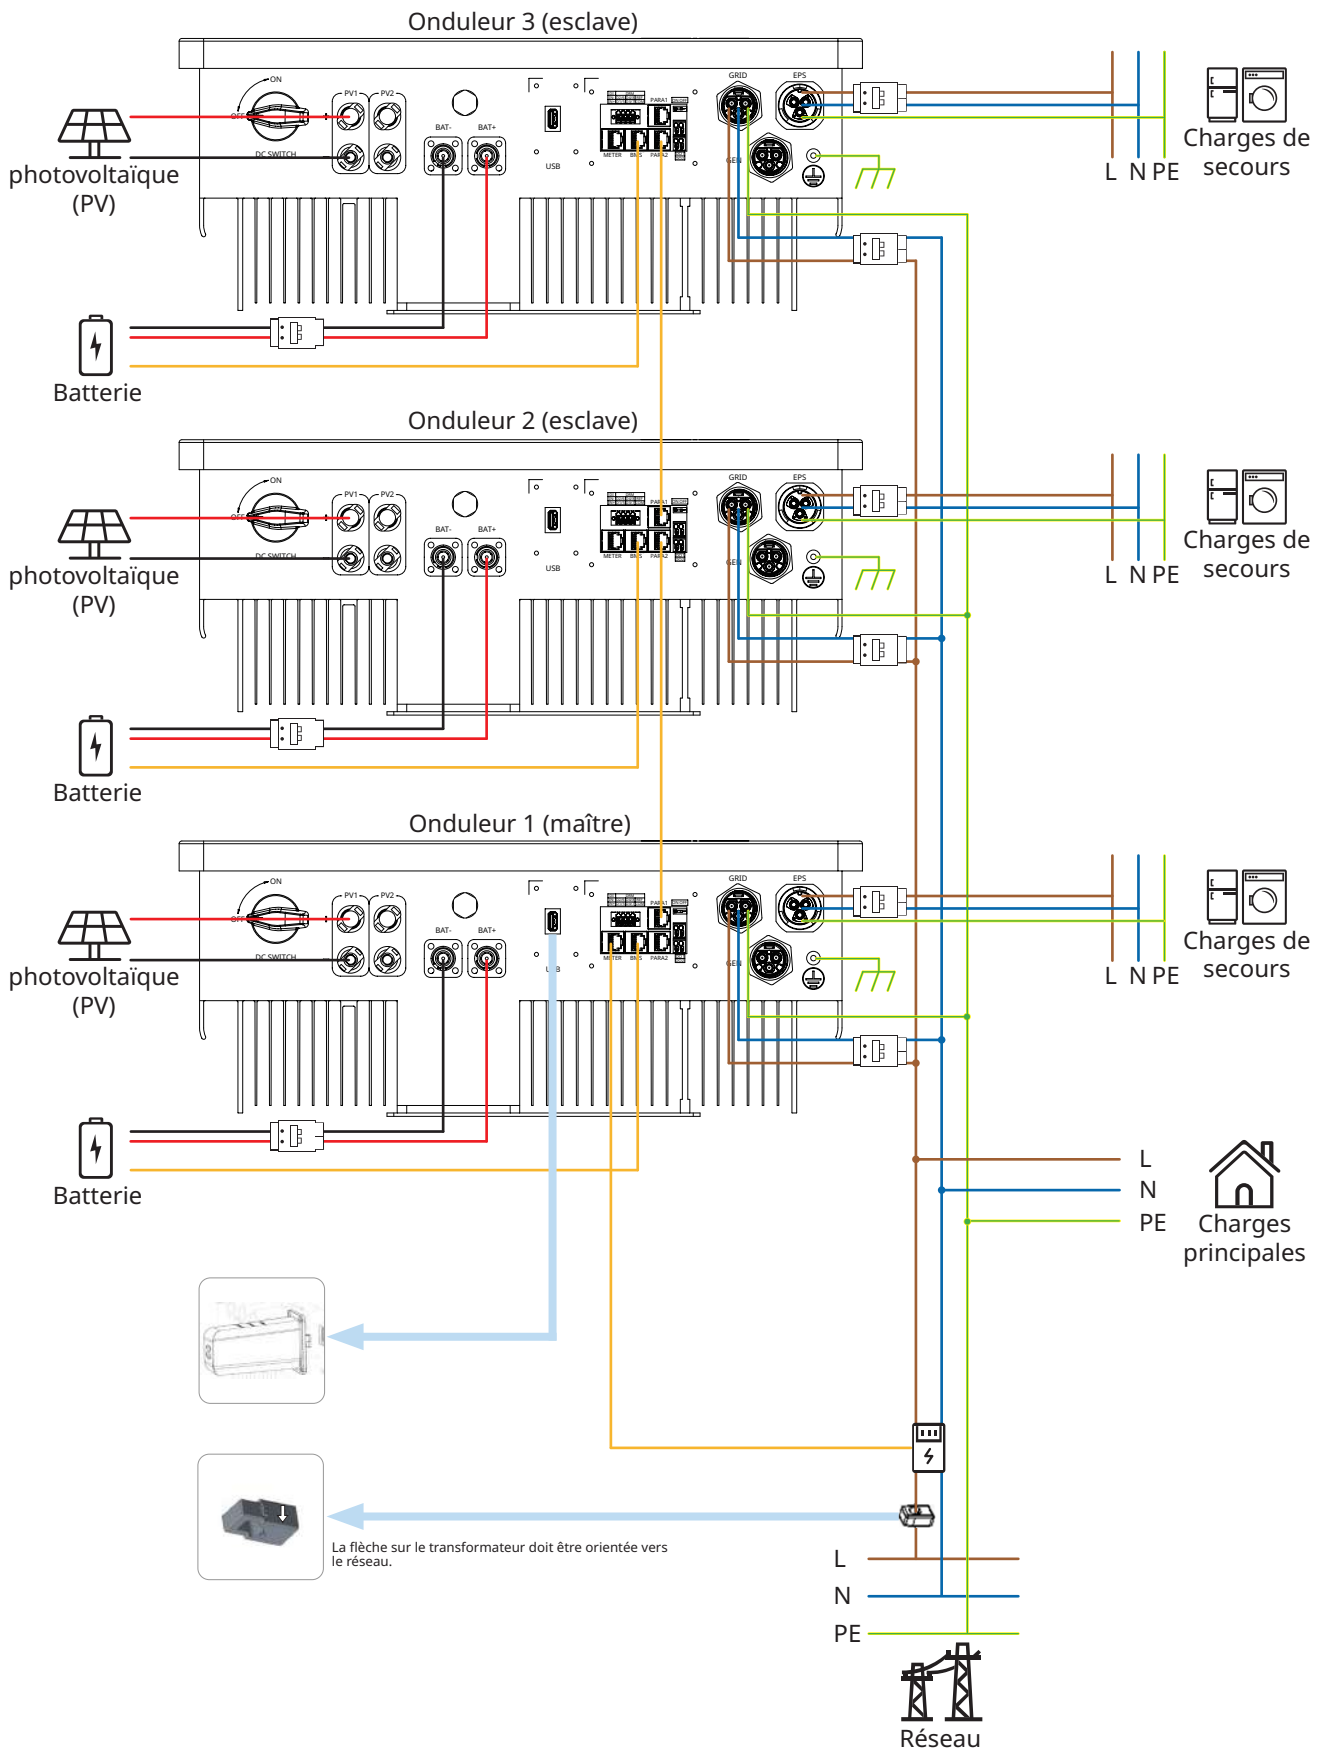 Onduleur 3 (esclave)
ON
OFF
DC SWITCH
PV1
PV2
BAT-
BAT+
USB
PARA1
METER
BMS
PARA2
GRID
EPS
GEN
photovoltaïque
(PV)
Batterie
L N PE
Charges de
secours
Onduleur 2 (esclave)
ON
OFF
DC SWITCH
PV1
PV2
BAT-
BAT+
USB
PARA1
METER
BMS
PARA2
GRID
EPS
GEN
photovoltaïque
(PV)
Batterie
L N PE
Charges de
secours
Onduleur 1 (maître)
ON
OFF
DC SWITCH
PV1
PV2
BAT-
BAT+
USB
PARA1
METER
BMS
PARA2
GRID
EPS
GEN
photovoltaïque
(PV)
Batterie
L N PE
Charges de
secours
L
N
PE
Charges
principales
La flèche sur le transformateur doit être orientée vers
le réseau.
L
N
PE
Réseau